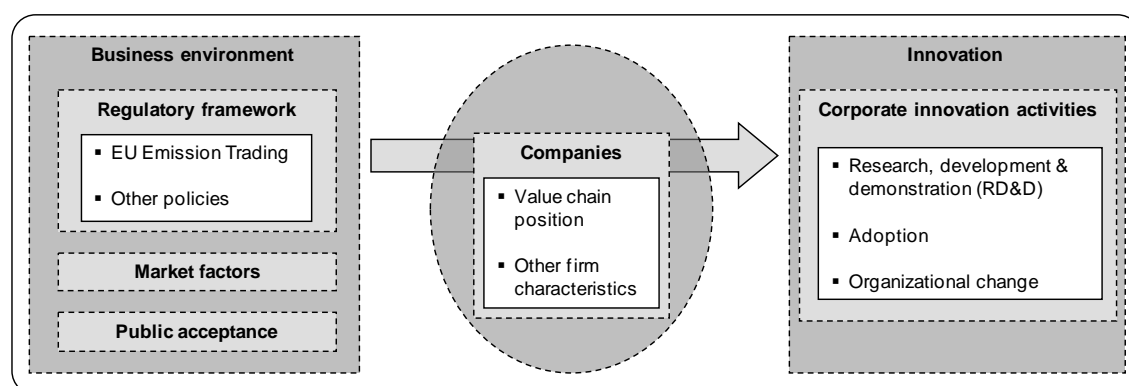 Business environment
Regulatory framework
▪ EU Emission Trading
▪ Other policies
Market factors
Public acceptance
Companies
▪ Value chain
position
▪ Other firm
characteristics
Innovation
Corporate innovation activities
▪ Research, development &
demonstration (RD&D)
▪ Adoption
▪ Organizational change